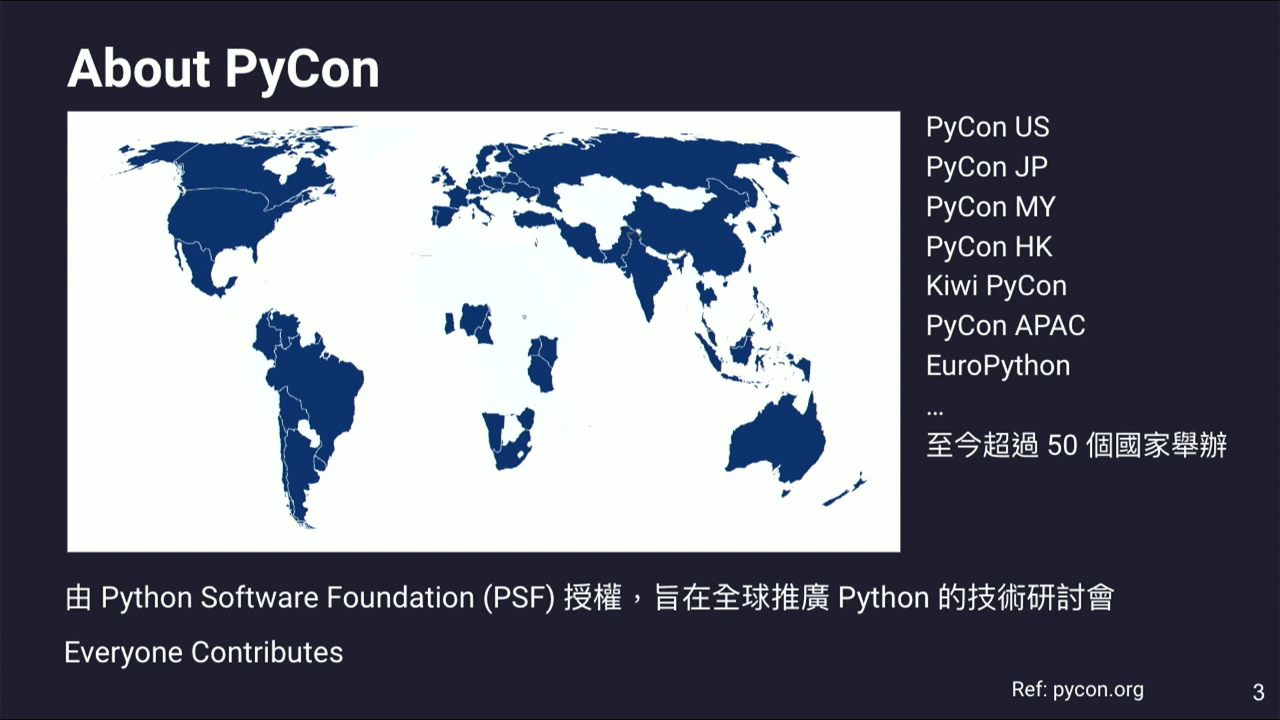 About PyCon
PyCon US
PyCon JP
PyCon MY
PyCon HK
Kiwi PyCon
PyCon APAC
EuroPython
...
至今超過 50 個國家舉辦
由 Python Software Foundation (PSF) 授權，旨在全球推廣 Python 的技術研討會
Everyone Contributes
Ref: pycon.org
3